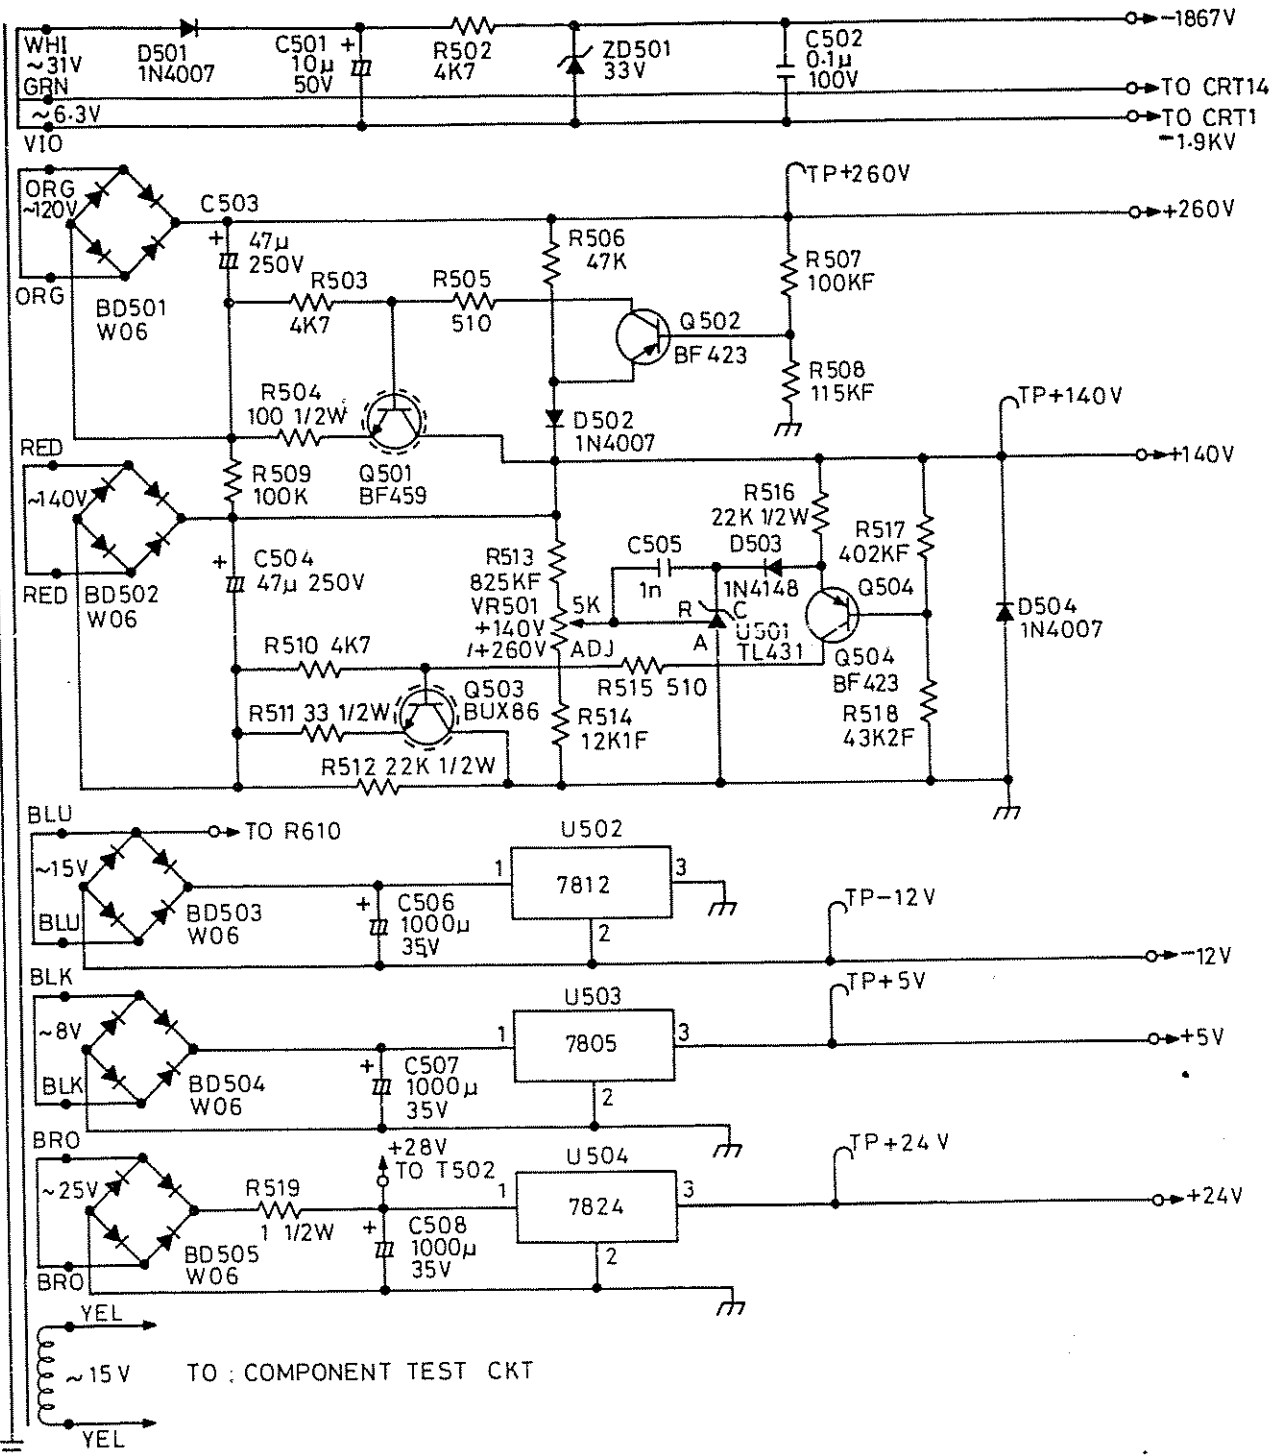 WHI
~31V
GRN
~6.3V
VIO
D501
1N4007
C501 +
10μ
50V
R502
4K7
ZD501
33V
C502
0.1μ
100V
-1867V
TO CRT14
TO CRT1
-1.9KV
ORG
~120V
ORG
BD501
W06
C503
+ 47μ
250V
R503
4K7
R505
510
R506
47K
TP+260V
+260V
R507
100KF
Q502
BF423
R508
115KF
R504
100 1/2W
Q501
BF459
D502
1N4007
TP+140V
+140V
RED
~140V
RED
BD502
W06
R509
100K
+ C504
47μ 250V
R513
825KF
VR501
+140V
/+260V
5K
ADJ
C505
1n
D503
1N4148
R516
22K 1/2W
R517
402KF
Q504
R
C
A
U501
TL431
Q504
BF423
D504
1N4007
R518
43K2F
R510 4K7
R515 510
Q503
BUX86
R511 33 1/2W
R514
12K1F
R512 22K 1/2W
BLU
TO R610
~15V
BLU
BD503
W06
+ C506
1000μ
35V
U502
1
7812
3
2
TP-12V
-12V
BLK
~8V
BLK
BD504
W06
+ C507
1000μ
35V
U503
1
7805
3
2
TP+5V
+5V
BRO
~25V
BRO
BD505
W06
R519
1 1/2W
+28V
TO T502
+ C508
1000μ
35V
U504
1
7824
3
2
TP+24V
+24V
YEL
~15V
YEL
TO : COMPONENT TEST CKT